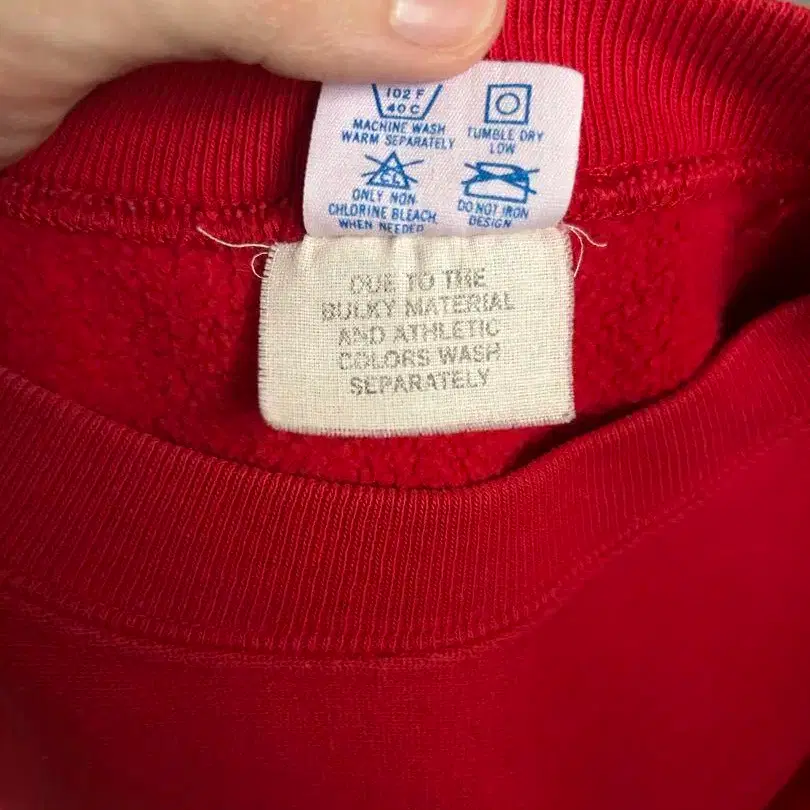 102 F
40 C
MACHINE WASH
WARM SEPARATELY
TUMBLE DRY
LOW
CL
ONLY NON
CHLORINE BLEACH
WHEN NEEDED
DO NOT IRON
DESIGN
DUE TO THE
BULKY MATERIAL
AND ATHLETIC
COLORS WASH
SEPARATELY